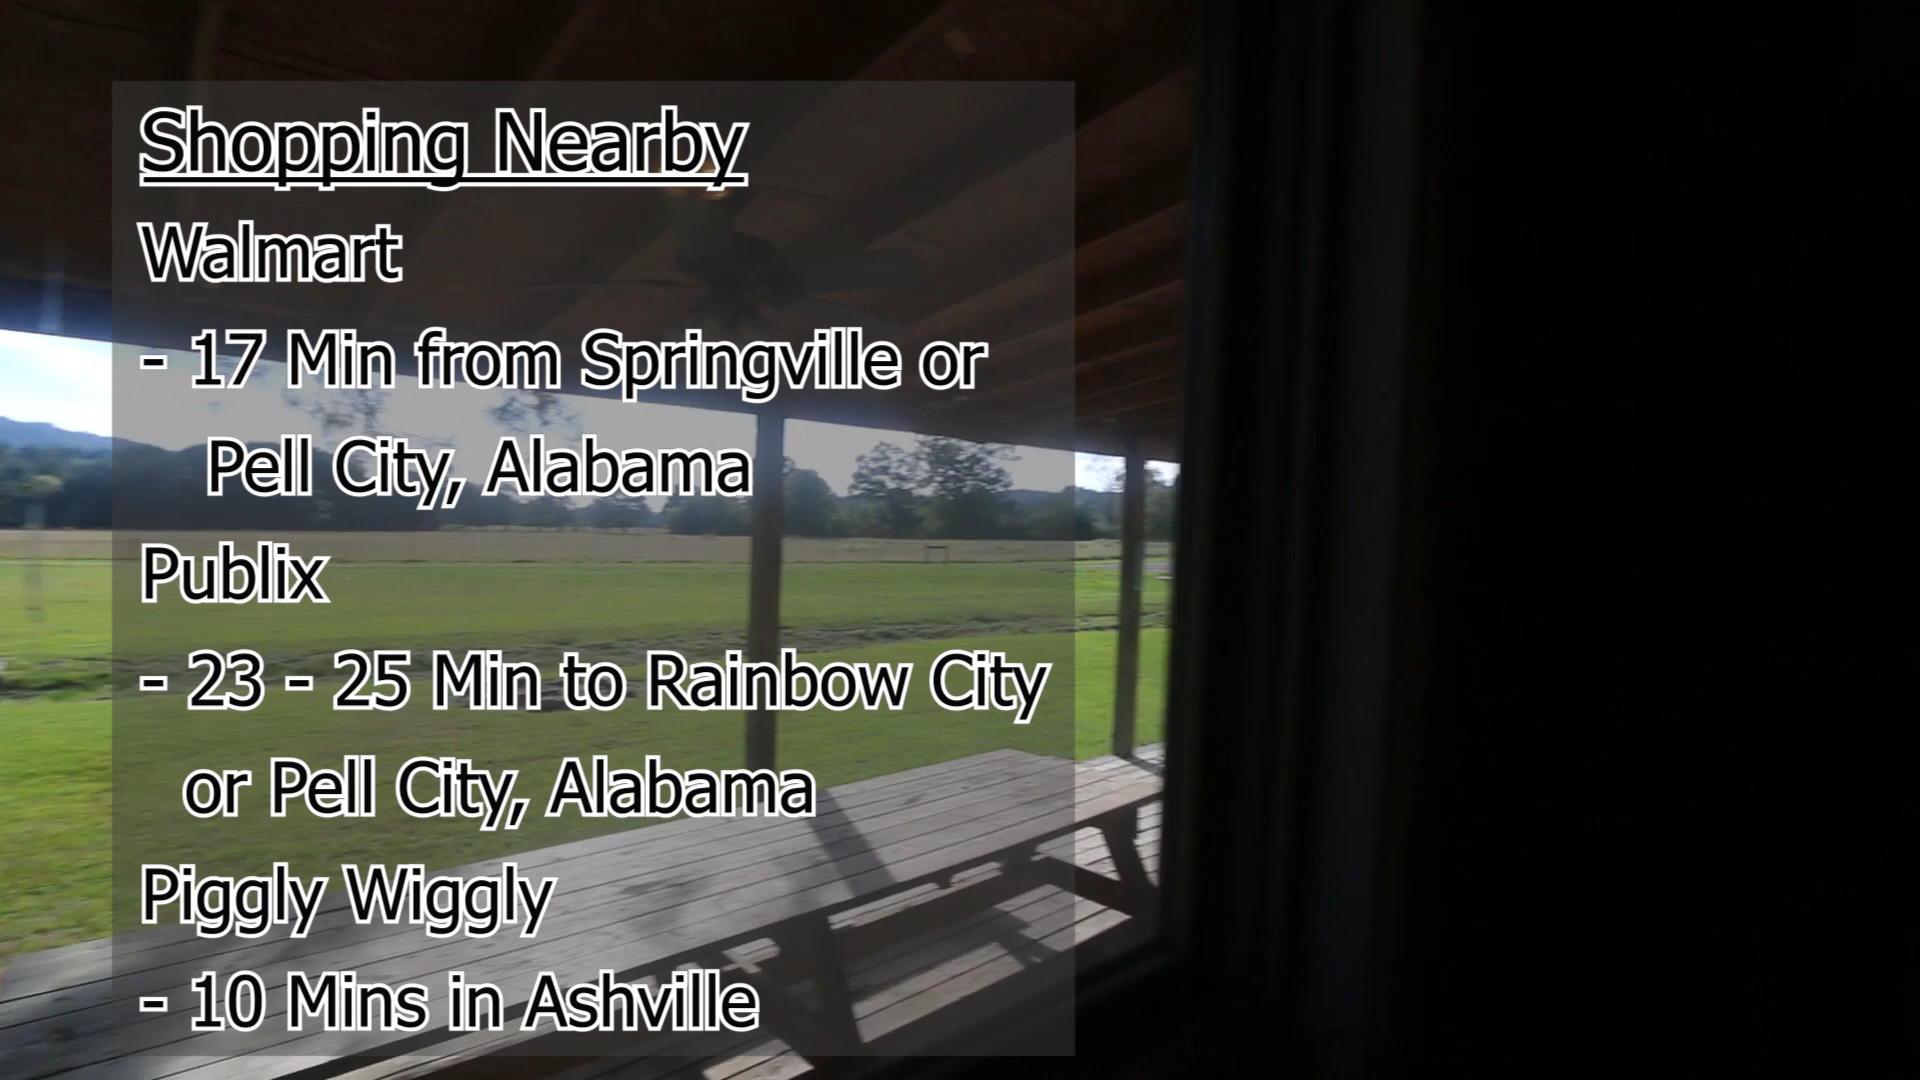 Shopping Nearby
Walmart
- 17 Min from Springville or
Pell City, Alabama
Publix
- 23 - 25 Min to Rainbow City
or Pell City, Alabama
Piggly Wiggly
- 10 Mins in Ashville